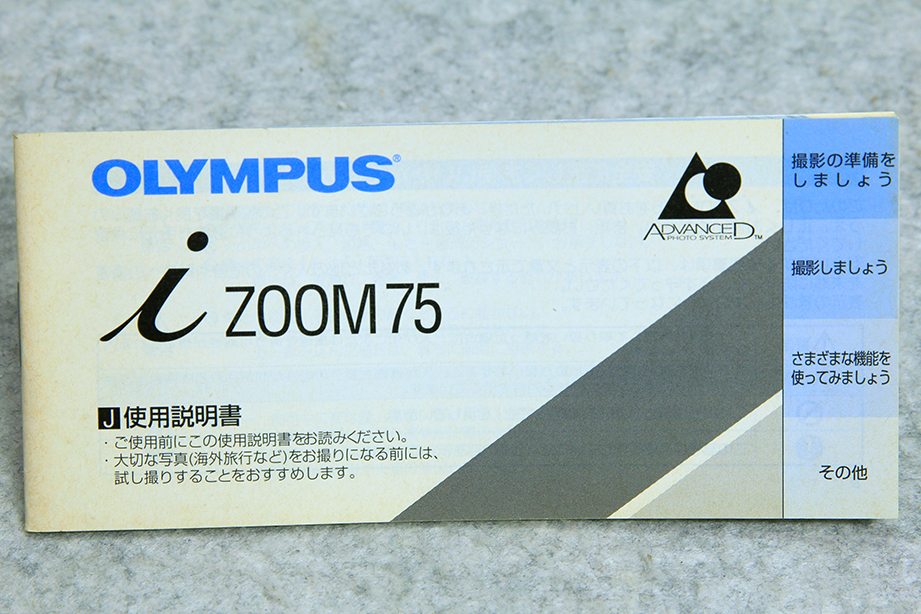 OLYMPUS®
i ZOOM75
ADVANCED™
PHOTO SYSTEM
J 使用説明書
・ご使用前にこの使用説明書をお読みください。
・大切な写真(海外旅行など)をお撮りになる前には、
試し撮りすることをおすすめします。
撮影の準備を
しましょう
撮影しましょう
さまざまな機能を
使ってみましょう
その他